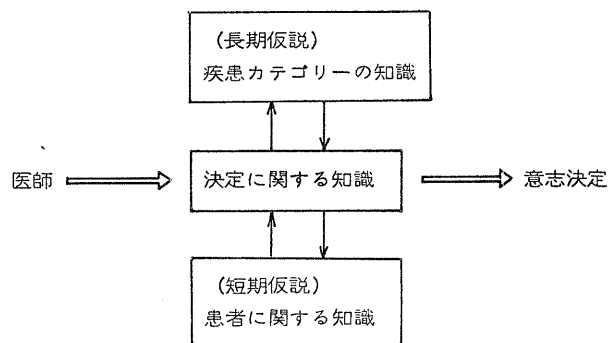 (長期仮説)
疾患カテゴリーの知識
医師
決定に関する知識
意志決定
(短期仮説)
患者に関する知識